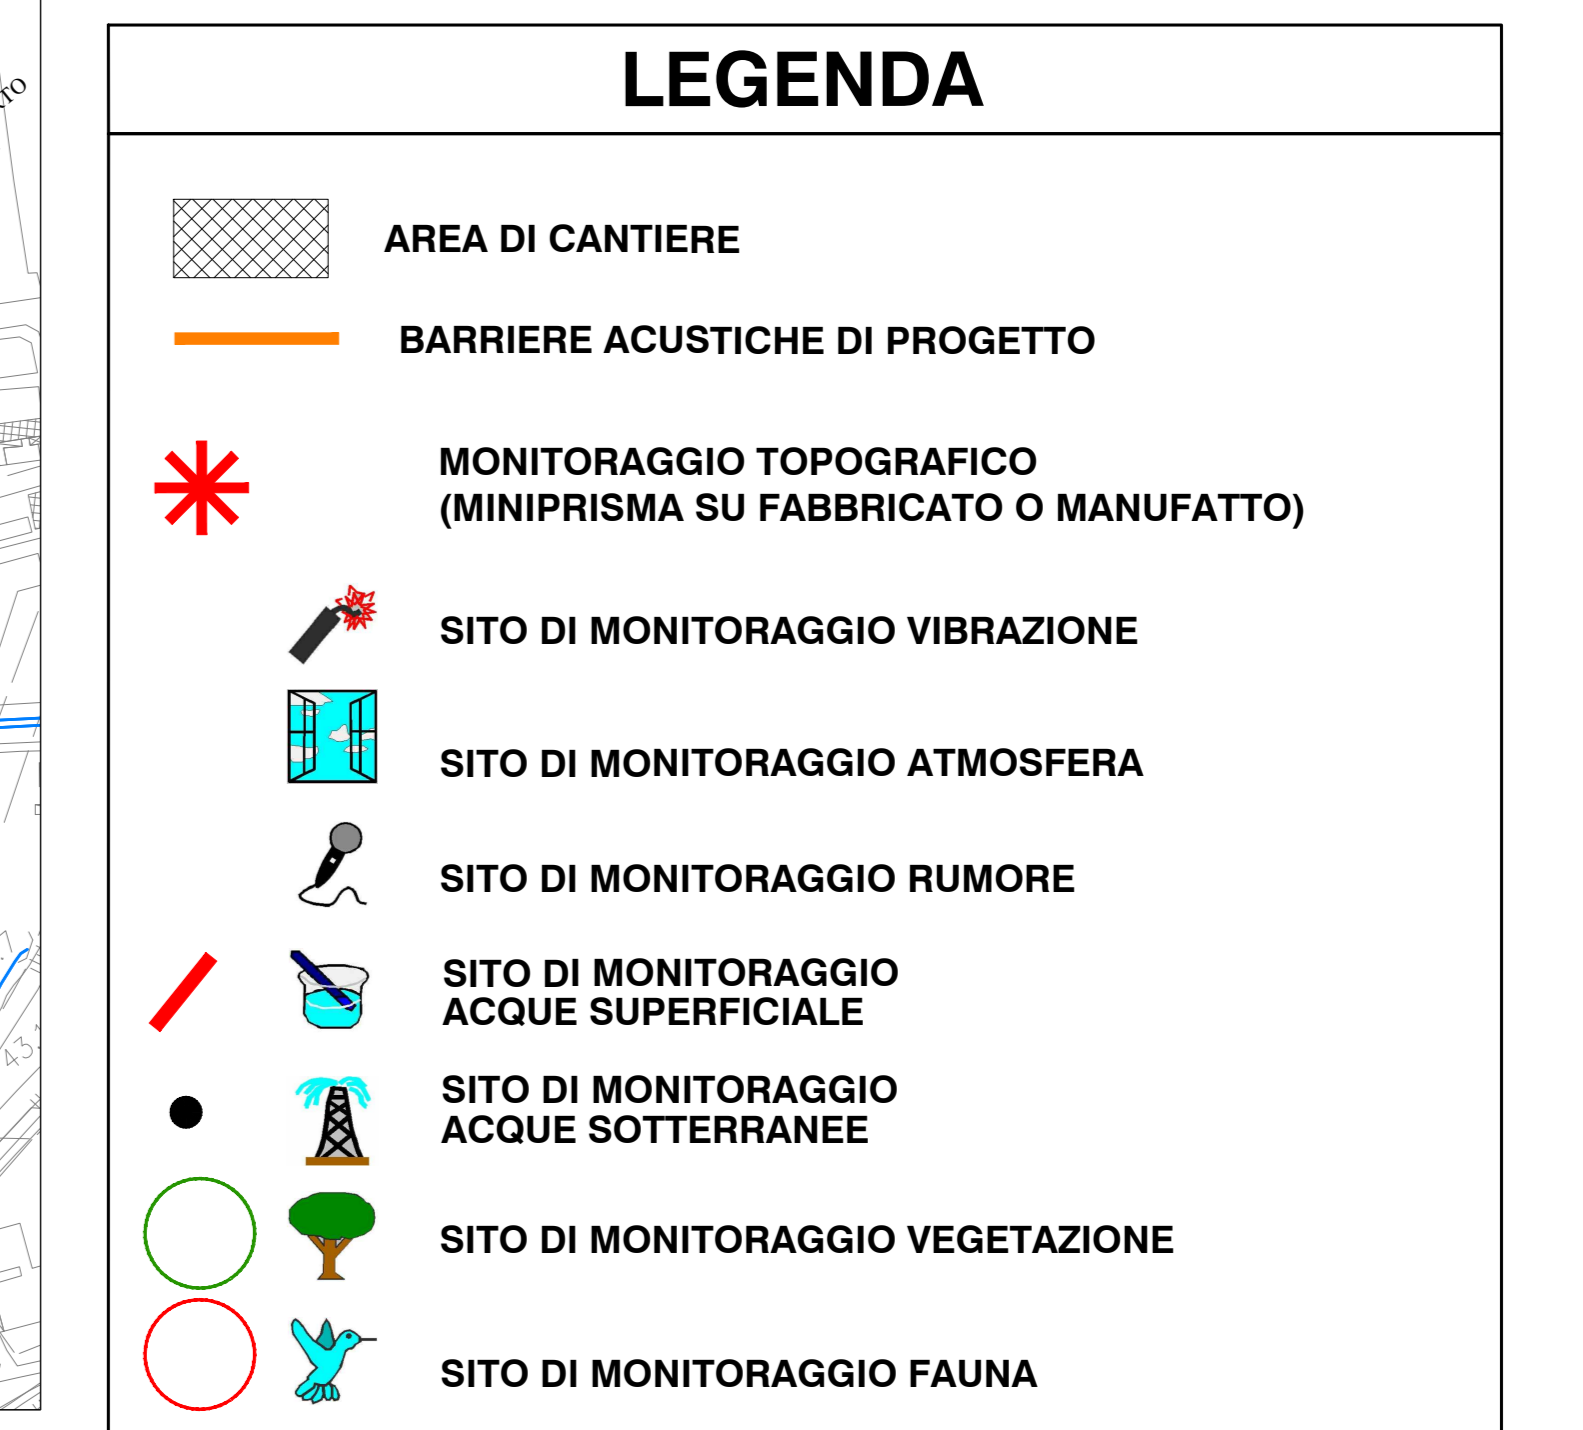 LEGENDA
AREA DI CANTIERE
BARRIERE ACUSTICHE DI PROGETTO
MONITORAGGIO TOPOGRAFICO
(MINIPRISMA SU FABBRICATO O MANUFATTO)
SITO DI MONITORAGGIO VIBRAZIONE
SITO DI MONITORAGGIO ATMOSFERA
SITO DI MONITORAGGIO RUMORE
SITO DI MONITORAGGIO
ACQUE SUPERFICIALE
SITO DI MONITORAGGIO
ACQUE SOTTERRANEE
SITO DI MONITORAGGIO VEGETAZIONE
SITO DI MONITORAGGIO FAUNA